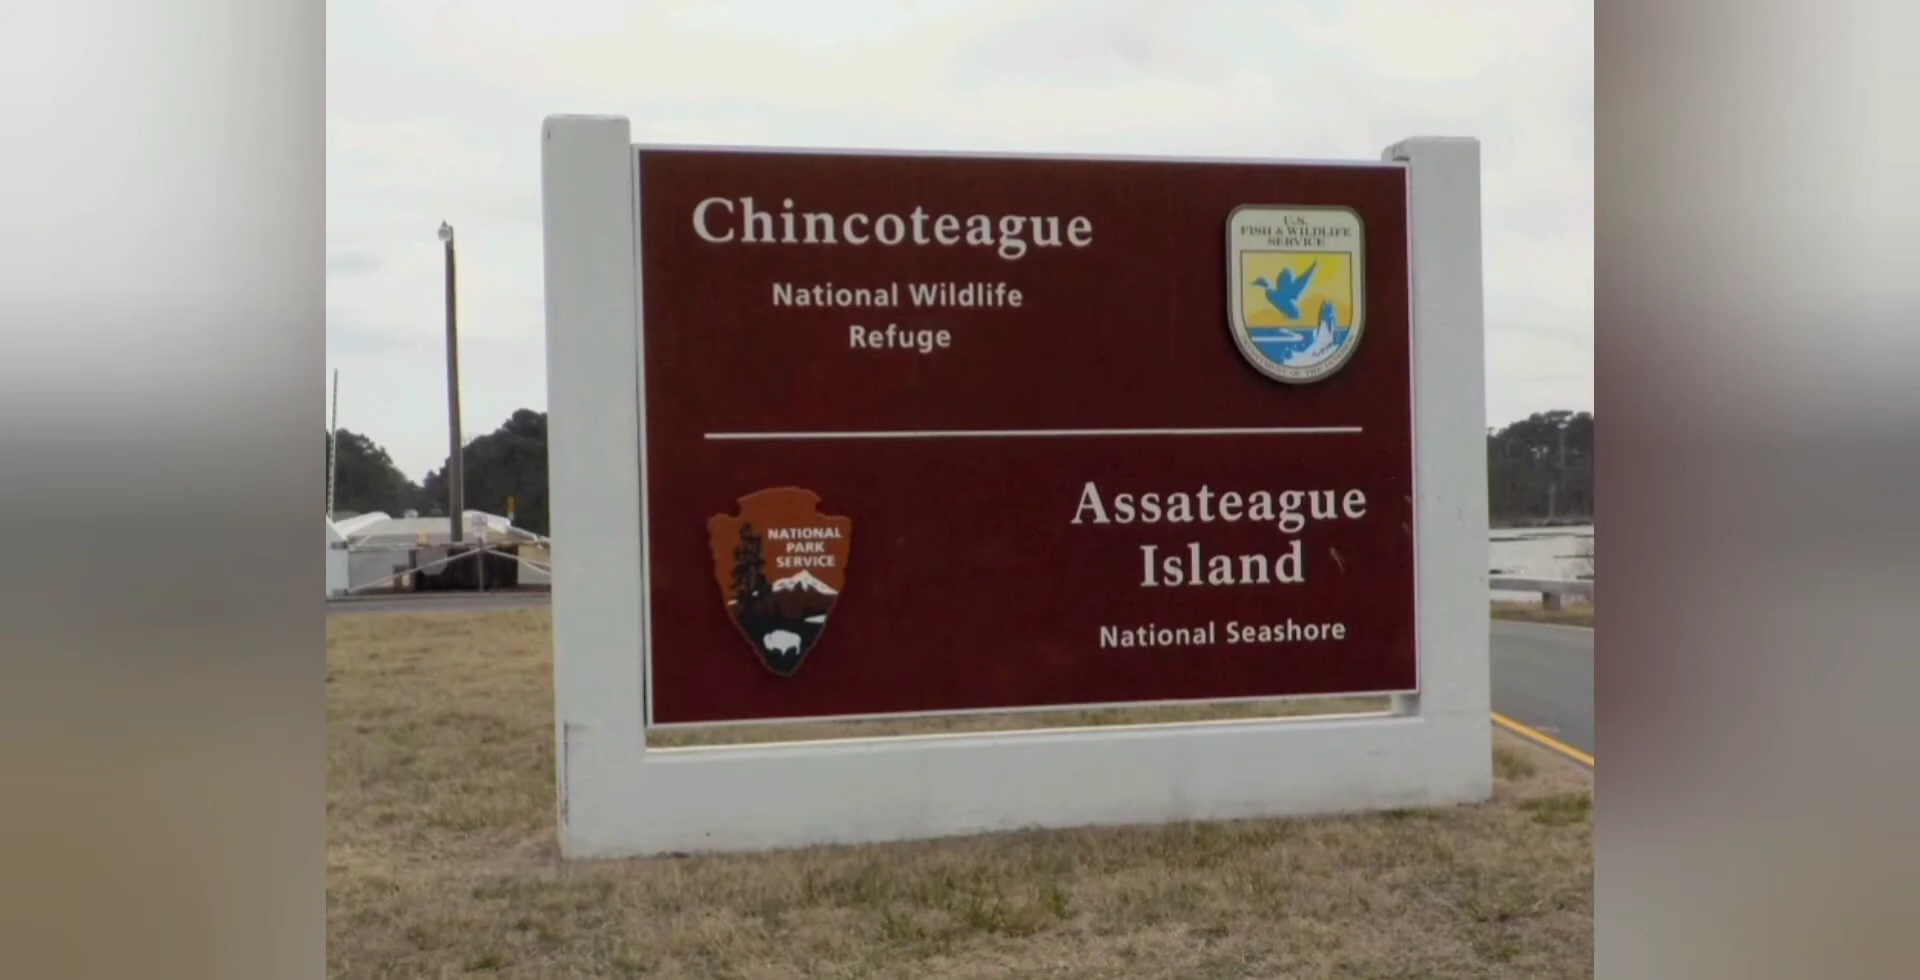 Chincoteague
National Wildlife
Refuge
U.S.
FISH & WILDLIFE
SERVICE
NATIONAL
PARK
SERVICE
Assateague
Island
National Seashore